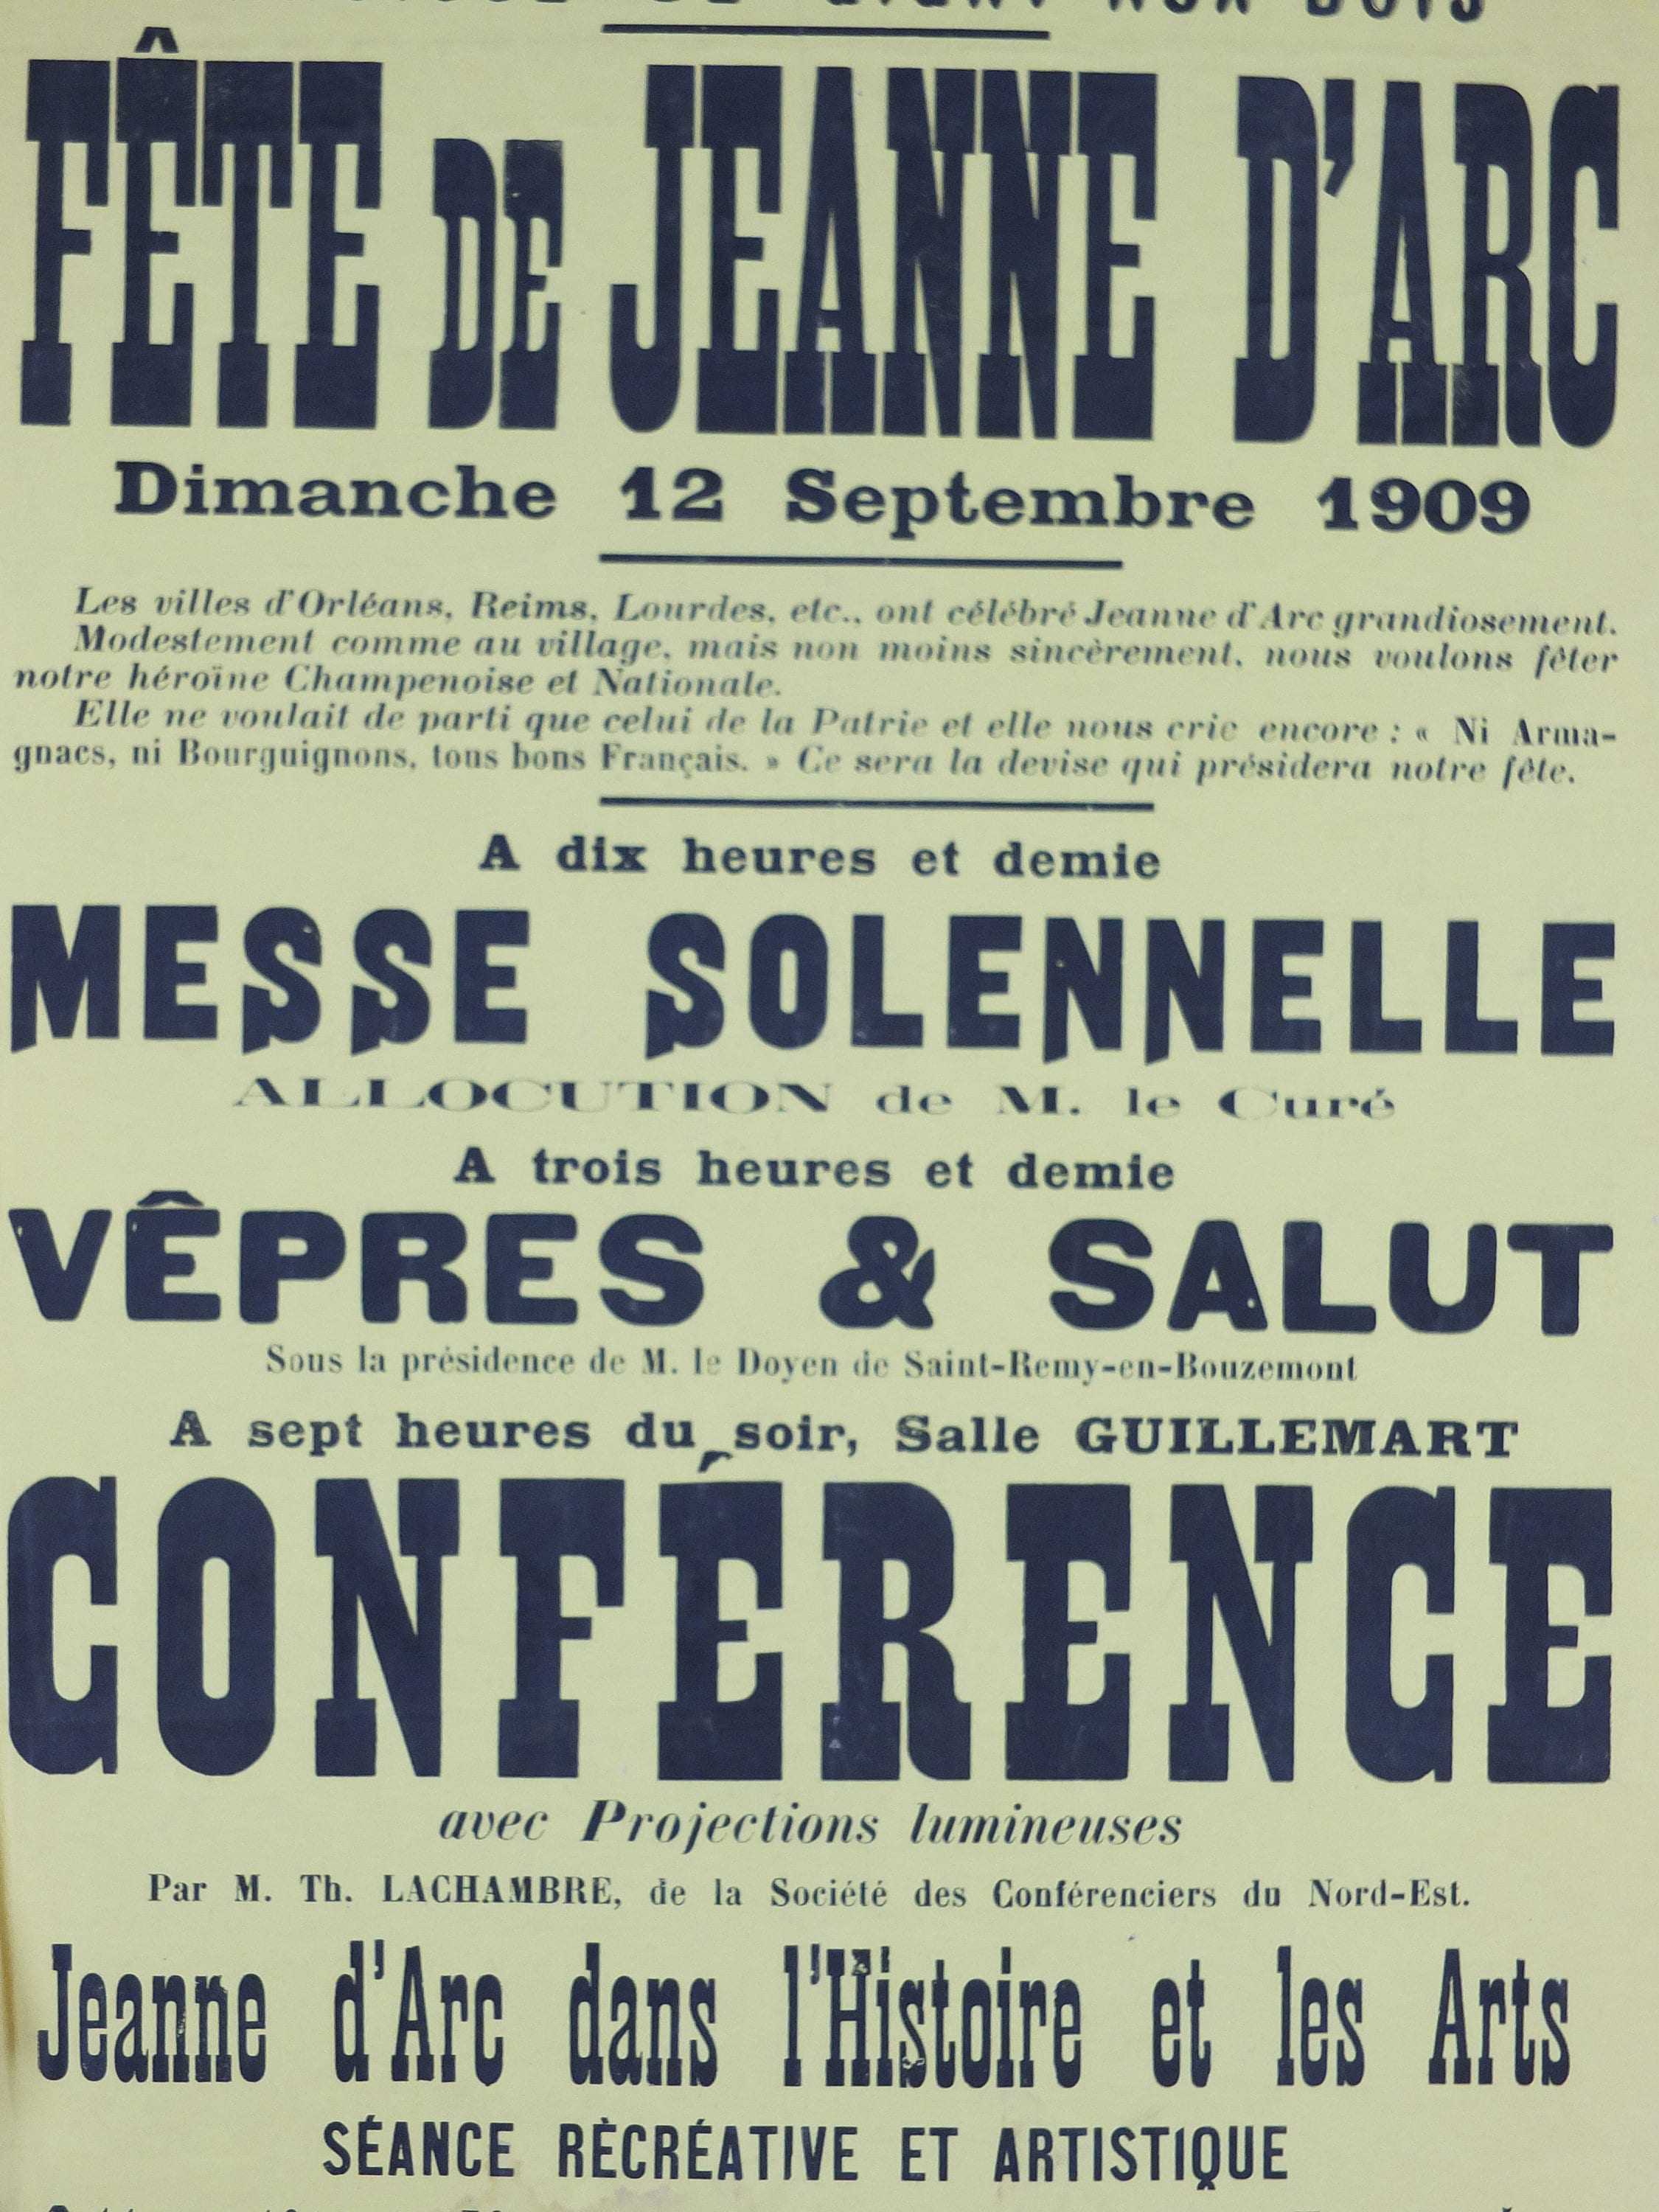 AUX BOIS
FÊTE DE JEANNE D'ARC
Dimanche 12 Septembre 1909
Les villes d'Orléans, Reims, Lourdes, etc., ont célébré Jeanne d'Arc grandiosement.
Modestement comme au village, mais non moins sincèrement, nous voulons fêter
notre héroïne Champenoise et Nationale.
Elle ne voulait de parti que celui de la Patrie et elle nous crie encore : « Ni Arma-
gnacs, ni Bourguignons, tous bons Français. » Ce sera la devise qui présidera notre fête.
A dix heures et demie
MESSE SOLENNELLE
ALLOCUTION de M. le Curé
A trois heures et demie
VÊPRES & SALUT
Sous la présidence de M. le Doyen de Saint-Remy-en-Bouzemont
A sept heures du soir, Salle GUILLEMART
CONFÉRENCE
avec Projections lumineuses
Par M. Th. LACHAMBRE, de la Société des Conférenciers du Nord-Est.
Jeanne d'Arc dans l'Histoire et les Arts
SÉANCE RÈCRÉATIVE ET ARTISTIQUE